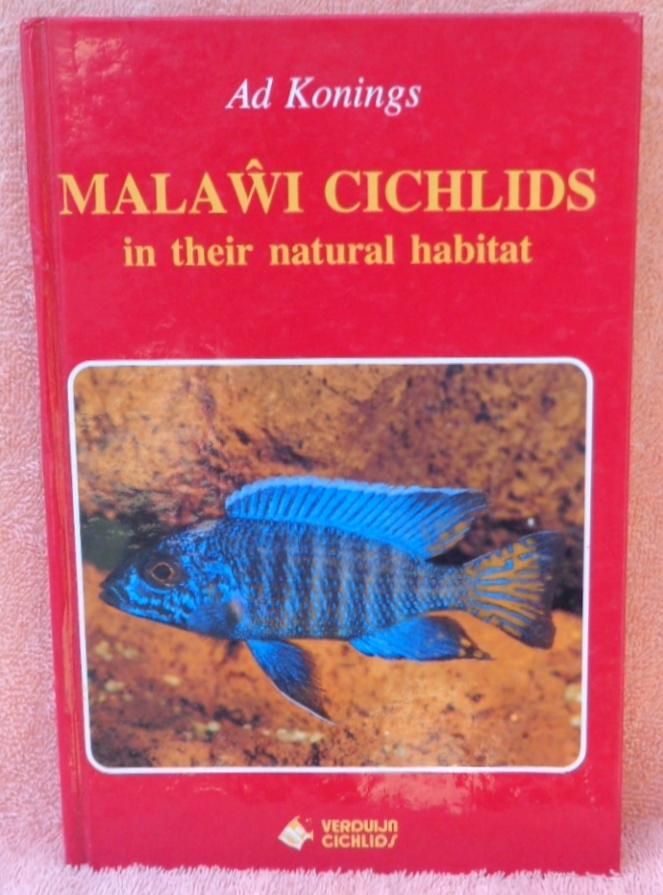 Ad Konings
MALAŴI CICHLIDS
in their natural habitat
VERDUIJN
CICHLIDS